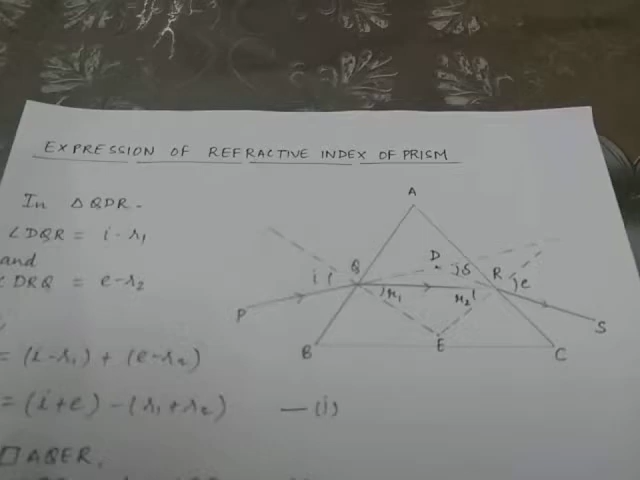 EXPRESSION OF REFRACTIVE INDEX OF PRISM
In △QDR-
∠DQR = i-r₁
and
∠DRQ = e-r₂
= (i-r₁) + (e-r₂)
= (i+e) - (r₁+r₂) — (i)
□AQER,
A
D
δ
Q
R
i
e
r₁
r₂
P
S
B
E
C